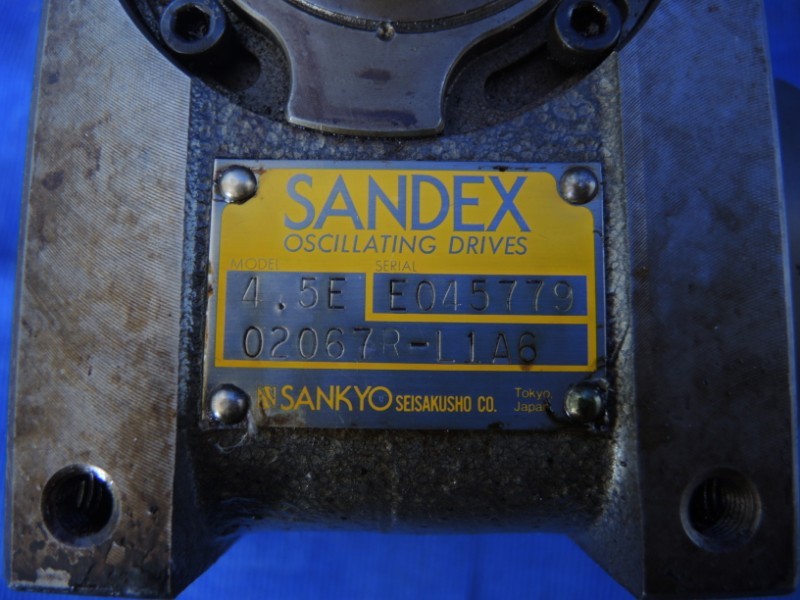 SANDEX
OSCILLATING DRIVES
MODEL SERIAL
4.5E E045779
02067R-L1A6
SANKYO SEISAKUSHO CO. Tokyo, Japan